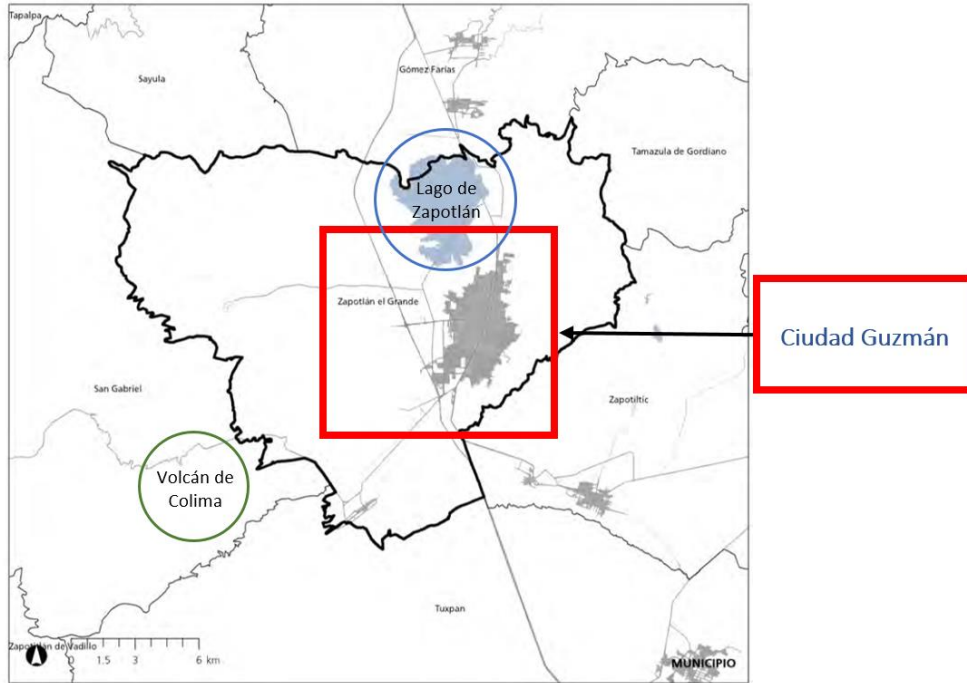 Tapalpa
Sayula
Gómez Farías
Tamazula de Gordiano
Lago de
Zapotlán
Zapotlán el Grande
Ciudad Guzmán
San Gabriel
Zapotiltic
Volcán de
Colima
Tuxpan
Zapotitlán de Vadillo
0 1.5 3 6 km
MUNICIPIO